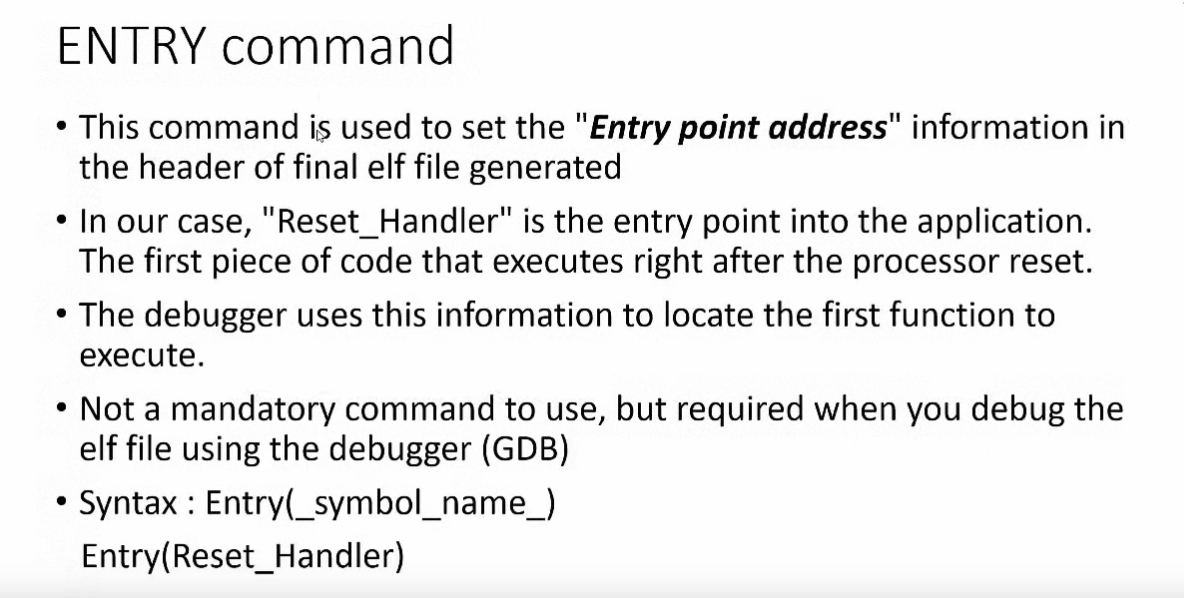 ENTRY command
• This command is used to set the "Entry point address" information in
the header of final elf file generated
• In our case, "Reset_Handler" is the entry point into the application.
The first piece of code that executes right after the processor reset.
• The debugger uses this information to locate the first function to
execute.
• Not a mandatory command to use, but required when you debug the
elf file using the debugger (GDB)
• Syntax : Entry(_symbol_name_)
Entry(Reset_Handler)